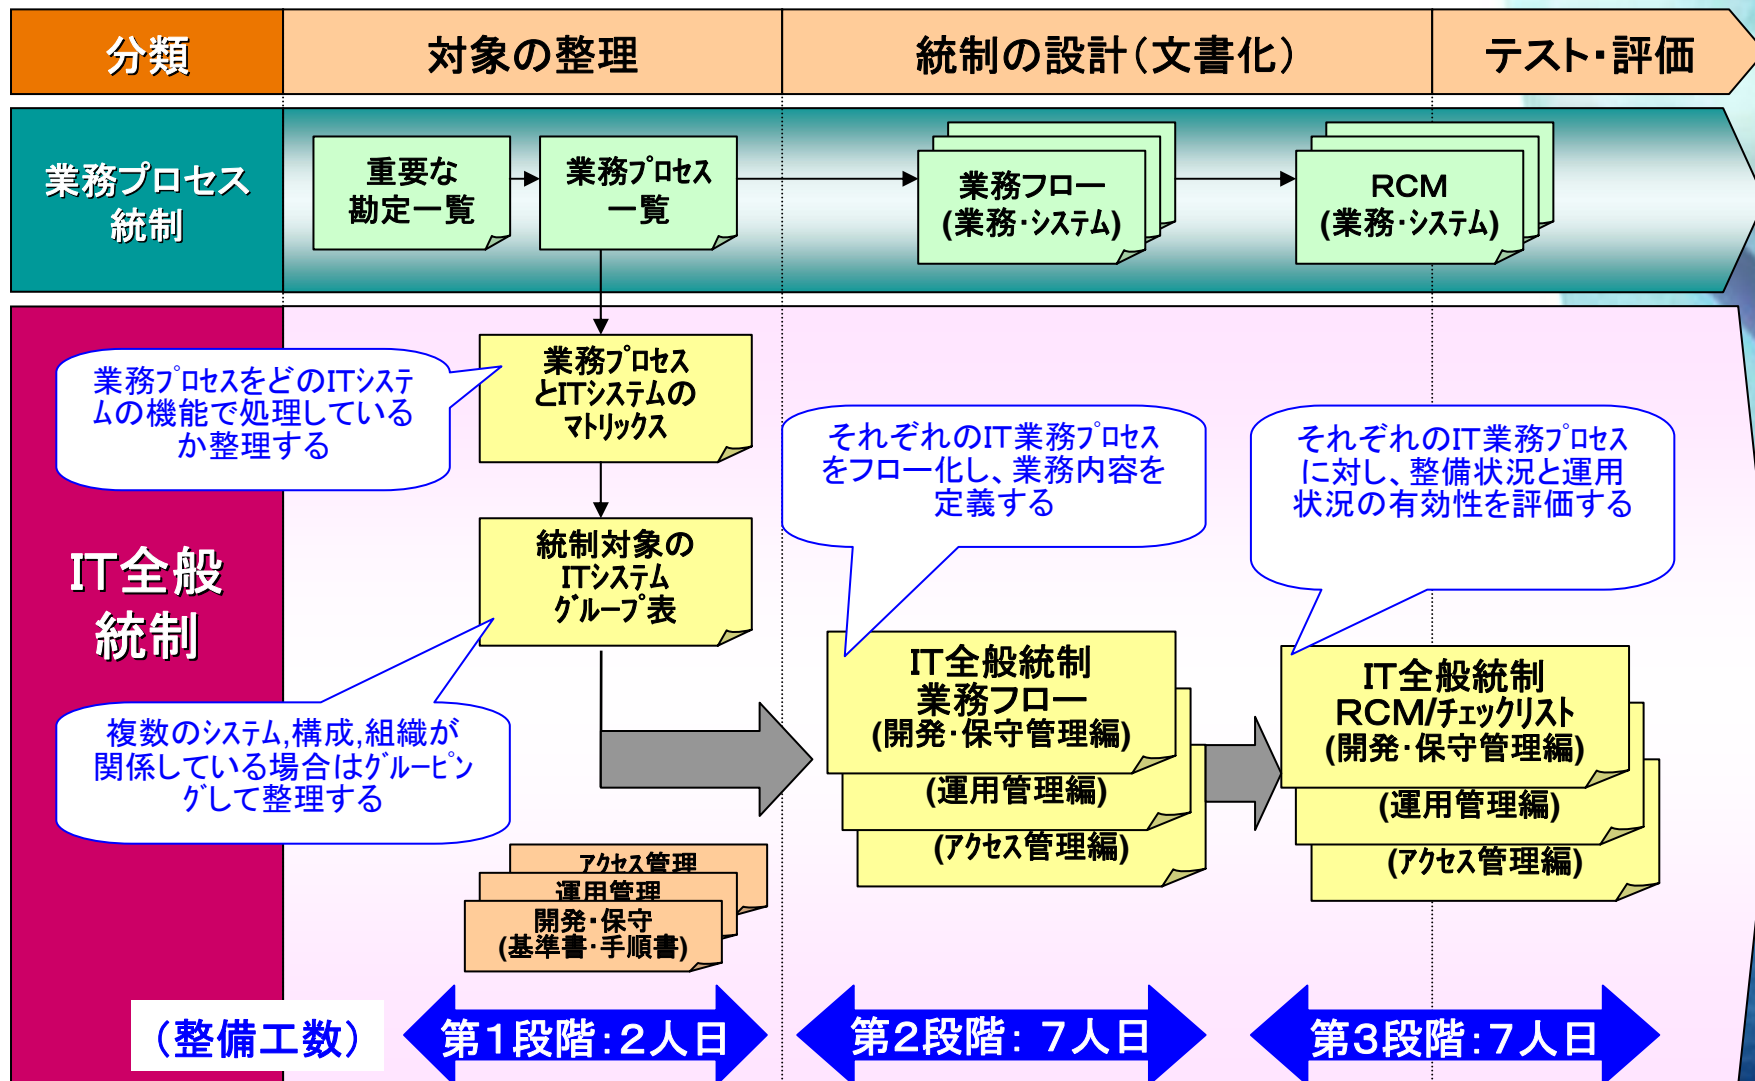 分類
対象の整理
統制の設計(文書化)
テスト・評価
業務プロセス
統制
重要な
勘定一覧
業務プロセス
一覧
業務フロー
(業務・システム)
RCM
(業務・システム)
IT全般
統制
業務プロセスをどのITシステ
ムの機能で処理している
か整理する
業務プロセス
とITシステムの
マトリックス
統制対象の
ITシステム
グループ表
複数のシステム,構成,組織が
関係している場合はグルーピン
グして整理する
アクセス管理
運用管理
開発・保守
(基準書・手順書)
それぞれのIT業務プロセス
をフロー化し、業務内容を
定義する
IT全般統制
業務フロー
(開発・保守管理編)
(運用管理編)
(アクセス管理編)
それぞれのIT業務プロセス
に対し、整備状況と運用
状況の有効性を評価する
IT全般統制
RCM/チェックリスト
(開発・保守管理編)
(運用管理編)
(アクセス管理編)
(整備工数)
第1段階:2人日
第2段階: 7人日
第3段階:7人日